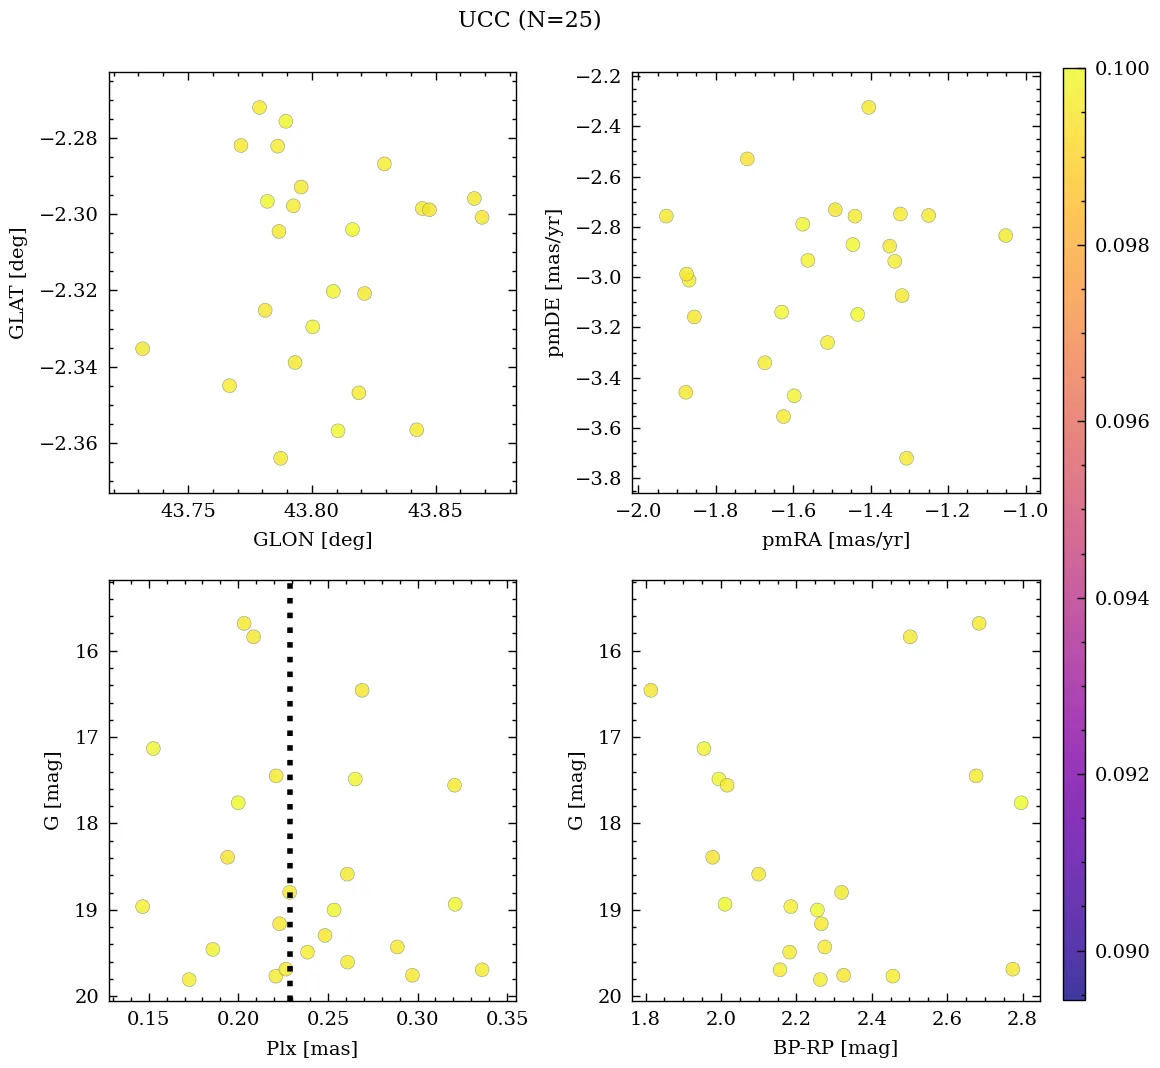 UCC (N=25)
−2.28
−2.30
−2.32
−2.34
−2.36
GLAT [deg]
43.75 43.80 43.85
GLON [deg]
−2.2
−2.4
−2.6
−2.8
−3.0
−3.2
−3.4
−3.6
−3.8
pmDE [mas/yr]
−2.0 −1.8 −1.6 −1.4 −1.2 −1.0
pmRA [mas/yr]
16
17
18
19
20
G [mag]
0.15 0.20 0.25 0.30 0.35
Plx [mas]
16
17
18
19
20
G [mag]
1.8 2.0 2.2 2.4 2.6 2.8
BP-RP [mag]
0.100
0.098
0.096
0.094
0.092
0.090